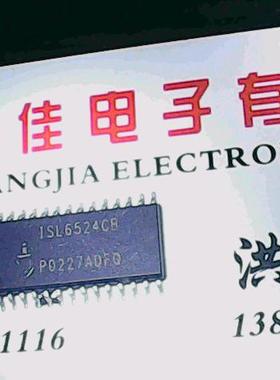 佳电子有
ANGJIA ELECTRO
ISL6524CB
P0227ADFQ
洪
1116
138